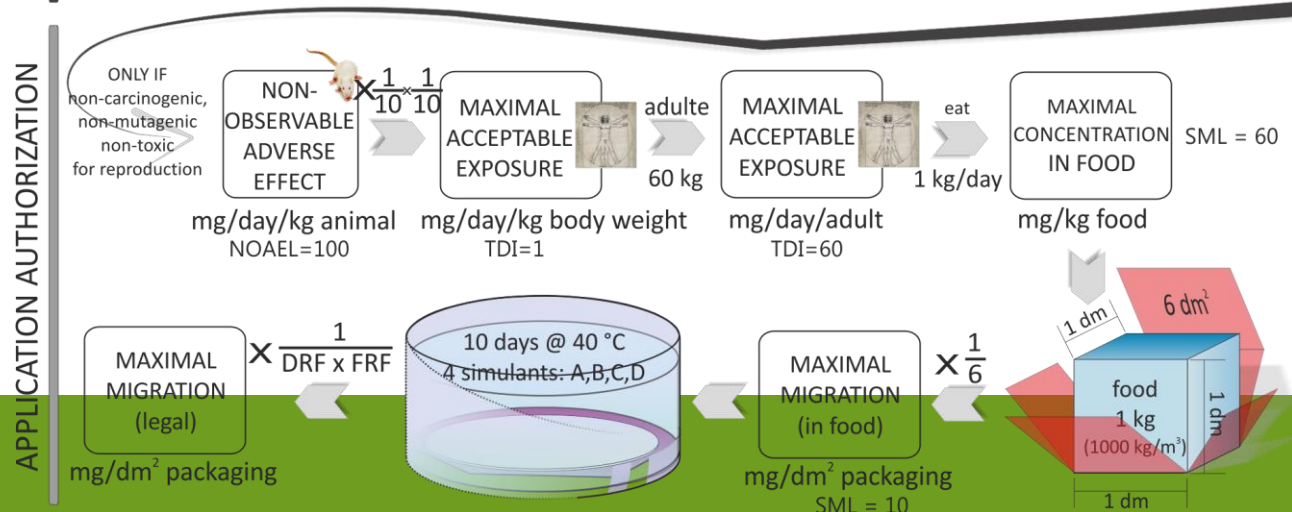 APPLICATION AUTHORIZATION
ONLY IF
non-carcinogenic,
non-mutagenic
non-toxic
for reproduction
NON-
OBSERVABLE
ADVERSE
EFFECT
mg/day/kg animal
NOAEL=100
×1/10×1/10
MAXIMAL
ACCEPTABLE
EXPOSURE
mg/day/kg body weight
TDI=1
adulte
60 kg
MAXIMAL
ACCEPTABLE
EXPOSURE
mg/day/adult
TDI=60
eat
1 kg/day
MAXIMAL
CONCENTRATION
IN FOOD
mg/kg food
SML = 60
6 dm²
1 dm
food
1 kg
(1000 kg/m³)
1 dm
1 dm
×1/6
MAXIMAL
MIGRATION
(in food)
mg/dm² packaging
SML = 10
10 days @ 40 °C
4 simulants: A,B,C,D
× 1/DRF x FRF
MAXIMAL
MIGRATION
(legal)
mg/dm² packaging